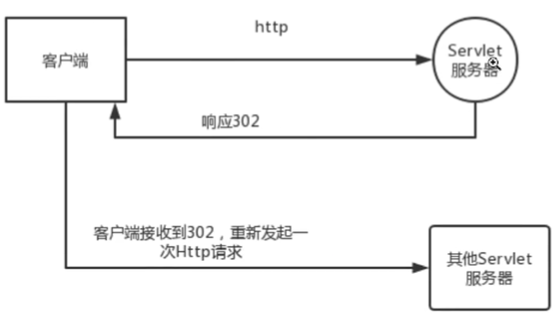 http
客户端
Servlet
服务器
响应302
客户端接收到302，重新发起一
次Http请求
其他Servlet
服务器